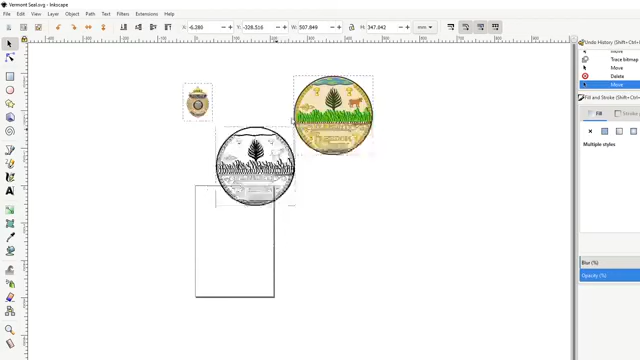 Vermont Seal.svg - Inkscape
File Edit View Layer Object Path Text Filters Extensions Help
X: -6.280 Y: -328.516 W: 507.849 H: 347.042 mm
Undo History (Shift+Ctrl+
Move
Trace bitmap
Move
Delete
Move
Fill and Stroke (Shift+Ctrl+
Fill Stroke
Multiple styles
Blur (%)
Opacity (%)